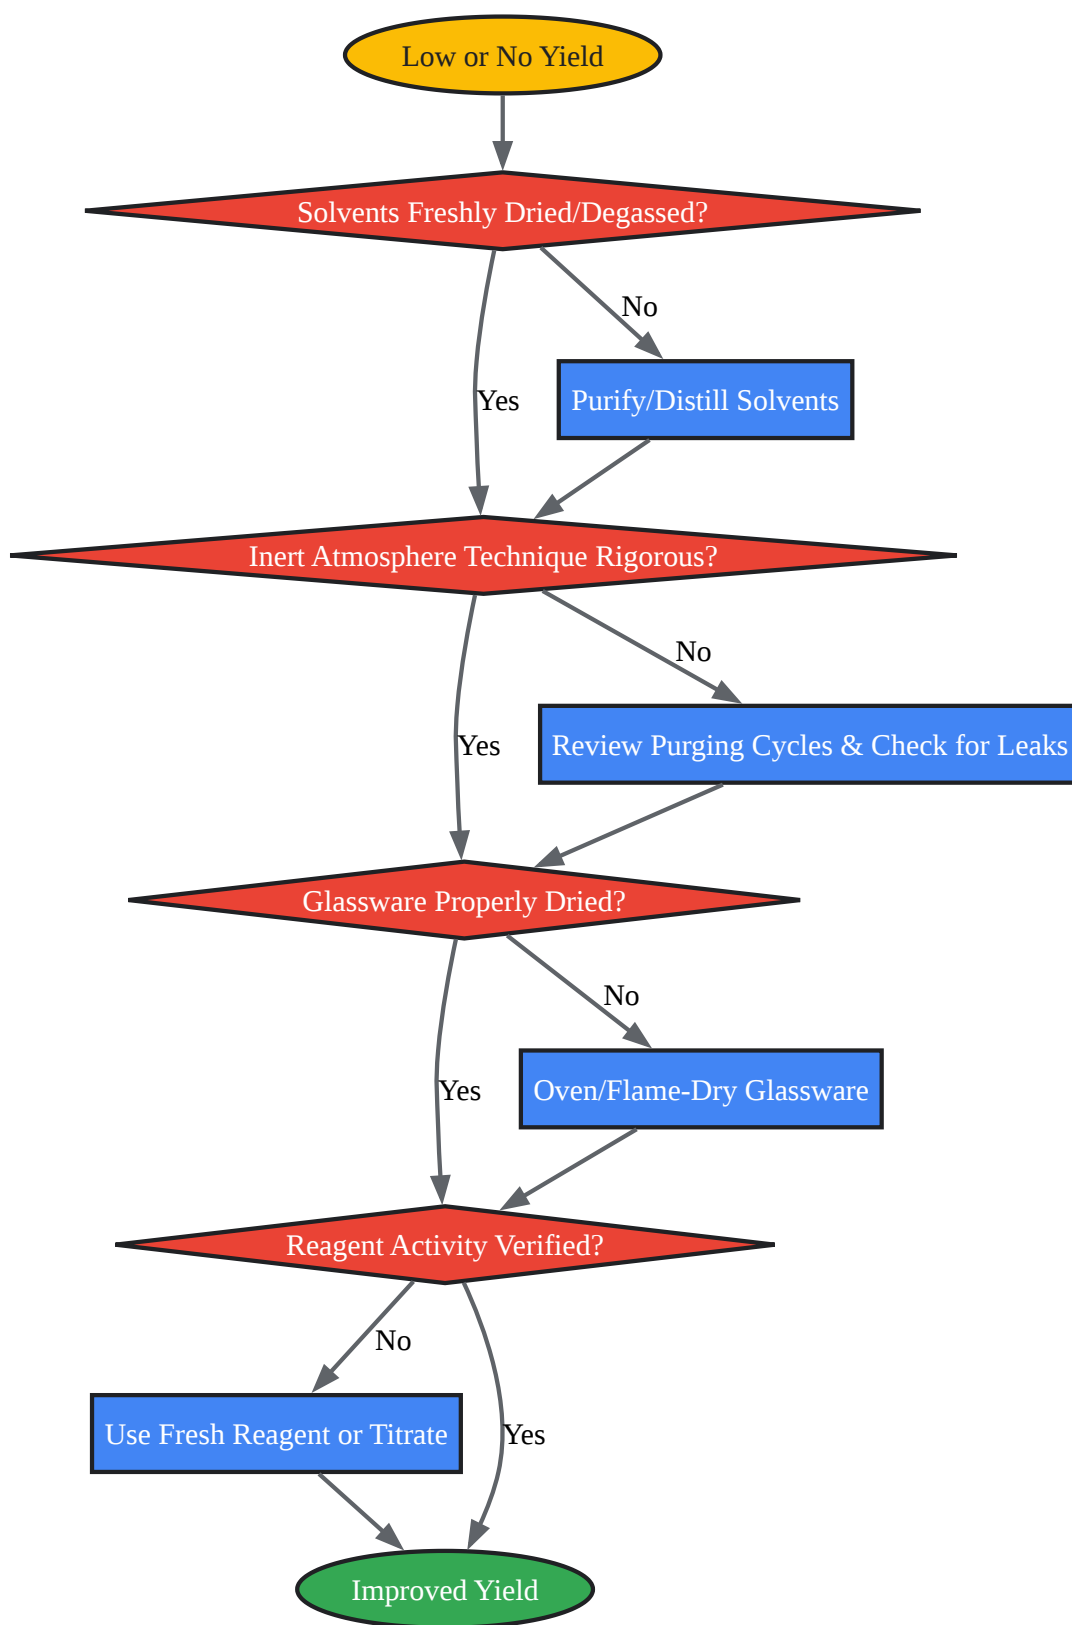 Low or No Yield
Solvents Freshly Dried/Degassed?
No
Yes
Purify/Distill Solvents
Inert Atmosphere Technique Rigorous?
No
Yes
Review Purging Cycles & Check for Leaks
Glassware Properly Dried?
No
Yes
Oven/Flame-Dry Glassware
Reagent Activity Verified?
No
Use Fresh Reagent or Titrate
Yes
Improved Yield